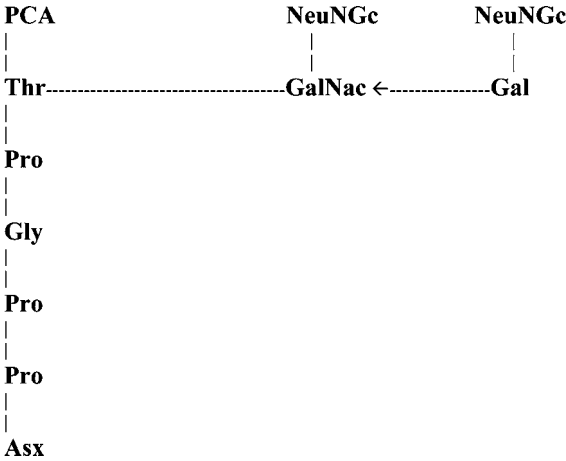 PCA NeuNGc NeuNGc
Thr GalNac Gal
Pro
Gly
Pro
Pro
Asx